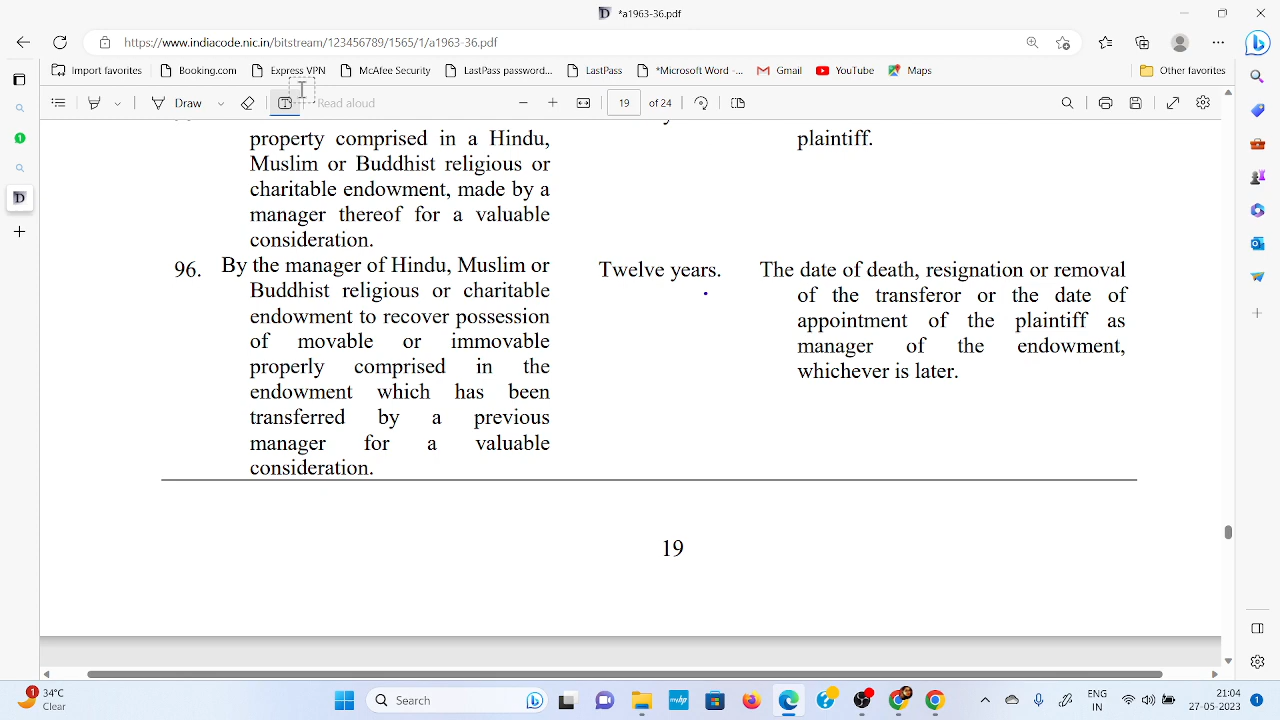 *a1963-36.pdf
https://www.indiacode.nic.in/bitstream/123456789/1565/1/a1963-36.pdf
Import favorites
Booking.com
Express VPN
McAfee Security
LastPass password...
LastPass
*Microsoft Word -...
Gmail
YouTube
Maps
Other favorites
Draw
Read aloud
19 of 24
property comprised in a Hindu,
Muslim or Buddhist religious or
charitable endowment, made by a
manager thereof for a valuable
consideration.
plaintiff.
96. By the manager of Hindu, Muslim or
Buddhist religious or charitable
endowment to recover possession
of movable or immovable
properly comprised in the
endowment which has been
transferred by a previous
manager for a valuable
consideration.
Twelve years.
The date of death, resignation or removal
of the transferor or the date of
appointment of the plaintiff as
manager of the endowment,
whichever is later.
19
1
34°C
Clear
Search
ENG
IN
21:04
27-05-2023
1